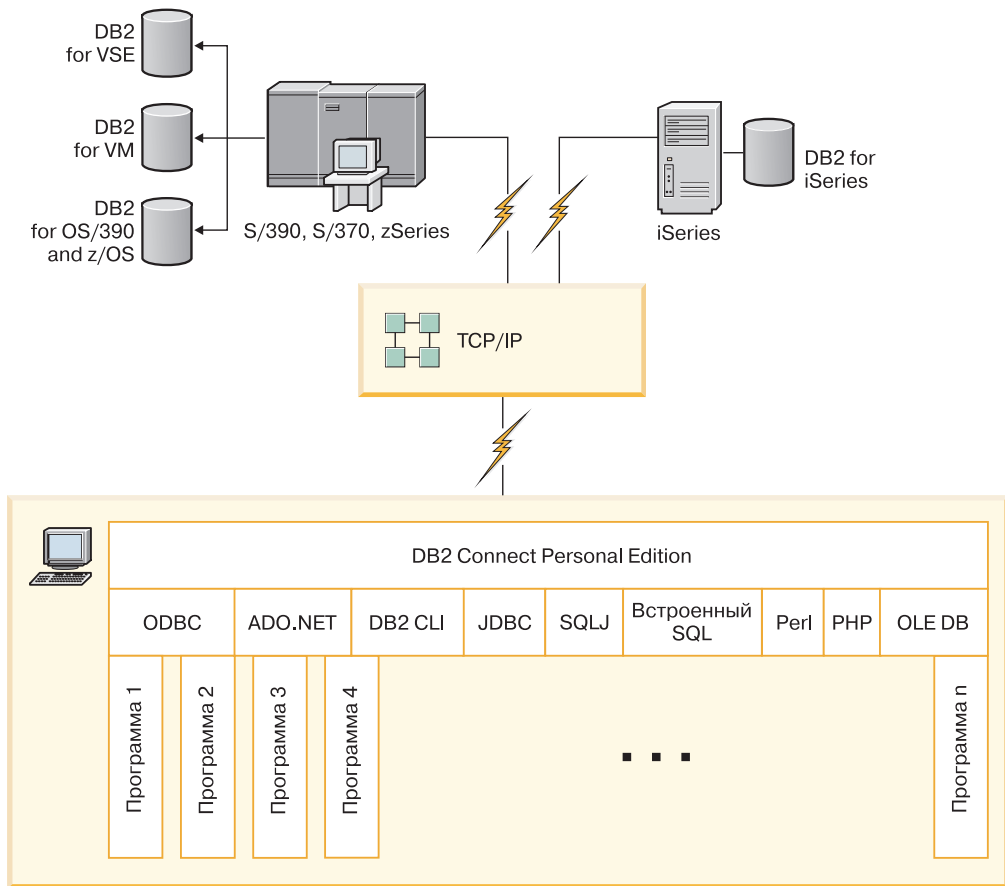 DB2
for VSE
DB2
for VM
DB2
for OS/390
and z/OS
S/390, S/370, zSeries
iSeries
DB2 for
iSeries
TCP/IP
DB2 Connect Personal Edition
ODBC
ADO.NET
DB2 CLI
JDBC
SQLJ
Встроенный
SQL
Perl
PHP
OLE DB
Программа 1
Программа 2
Программа 3
Программа 4
. . .
Программа n